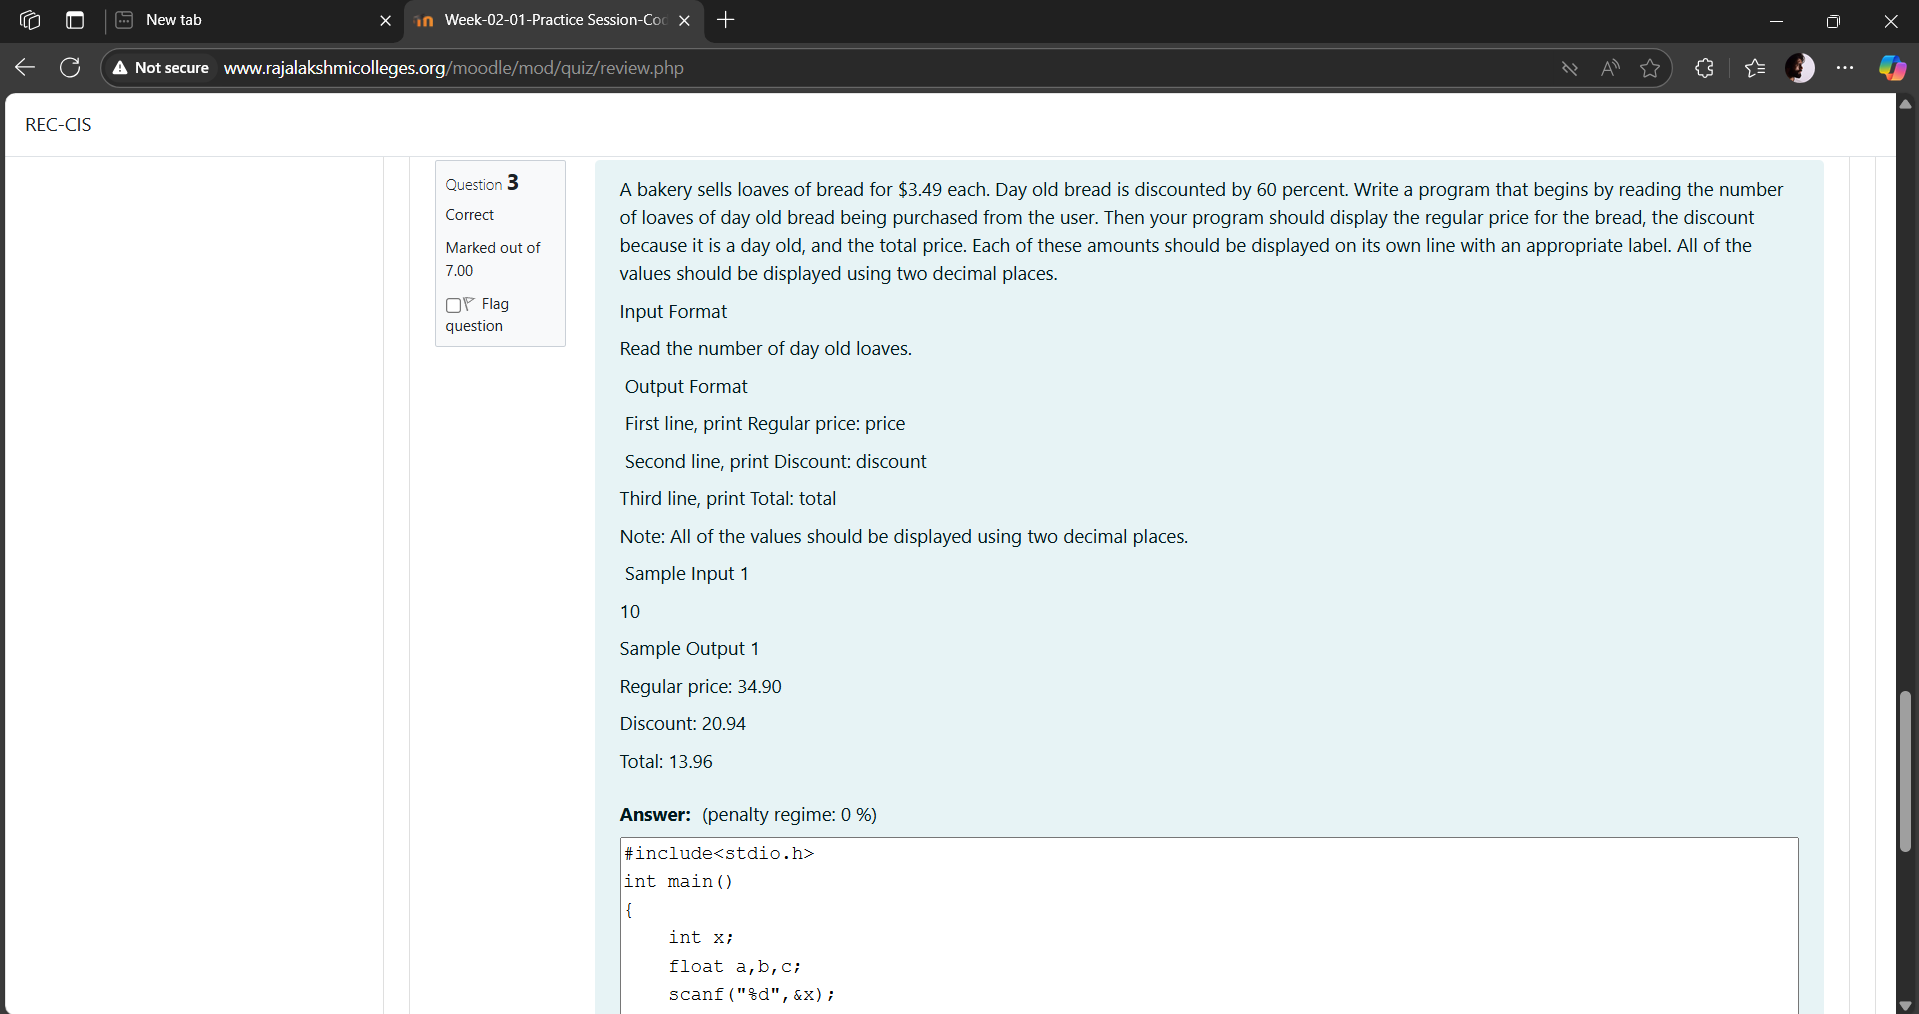 New tab
Week-02-01-Practice Session-Coc
Not secure www.rajalakshmicolleges.org/moodle/mod/quiz/review.php
REC-CIS
Question 3
Correct
Marked out of
7.00
Flag
question
A bakery sells loaves of bread for $3.49 each. Day old bread is discounted by 60 percent. Write a program that begins by reading the number
of loaves of day old bread being purchased from the user. Then your program should display the regular price for the bread, the discount
because it is a day old, and the total price. Each of these amounts should be displayed on its own line with an appropriate label. All of the
values should be displayed using two decimal places.
Input Format
Read the number of day old loaves.
Output Format
First line, print Regular price: price
Second line, print Discount: discount
Third line, print Total: total
Note: All of the values should be displayed using two decimal places.
Sample Input 1
10
Sample Output 1
Regular price: 34.90
Discount: 20.94
Total: 13.96
Answer: (penalty regime: 0 %)
#include<stdio.h>
int main()
{
int x;
float a,b,c;
scanf("%d",&x);